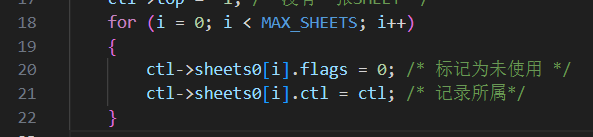 18 for (i = 0; i < MAX_SHEETS; i++)
19 {
20 ctl->sheets0[i].flags = 0; /* 标记为未使用 */
21 ctl->sheets0[i].ctl = ctl; /* 记录所属*/
22 }